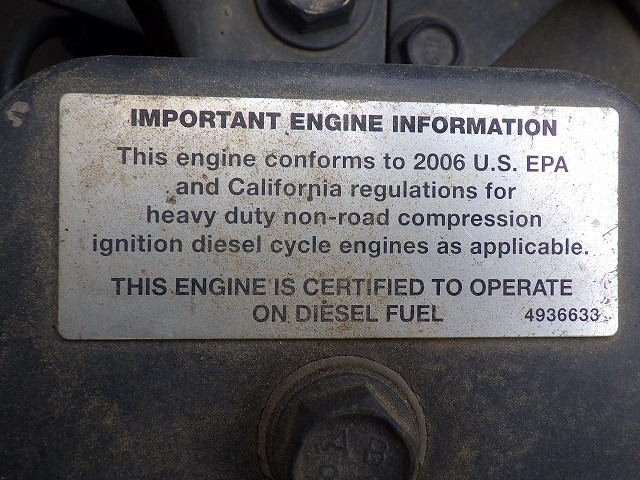 IMPORTANT ENGINE INFORMATION
This engine conforms to 2006 U.S. EPA
and California regulations for
heavy duty non-road compression
ignition diesel cycle engines as applicable.
THIS ENGINE IS CERTIFIED TO OPERATE
ON DIESEL FUEL 4936633
AB